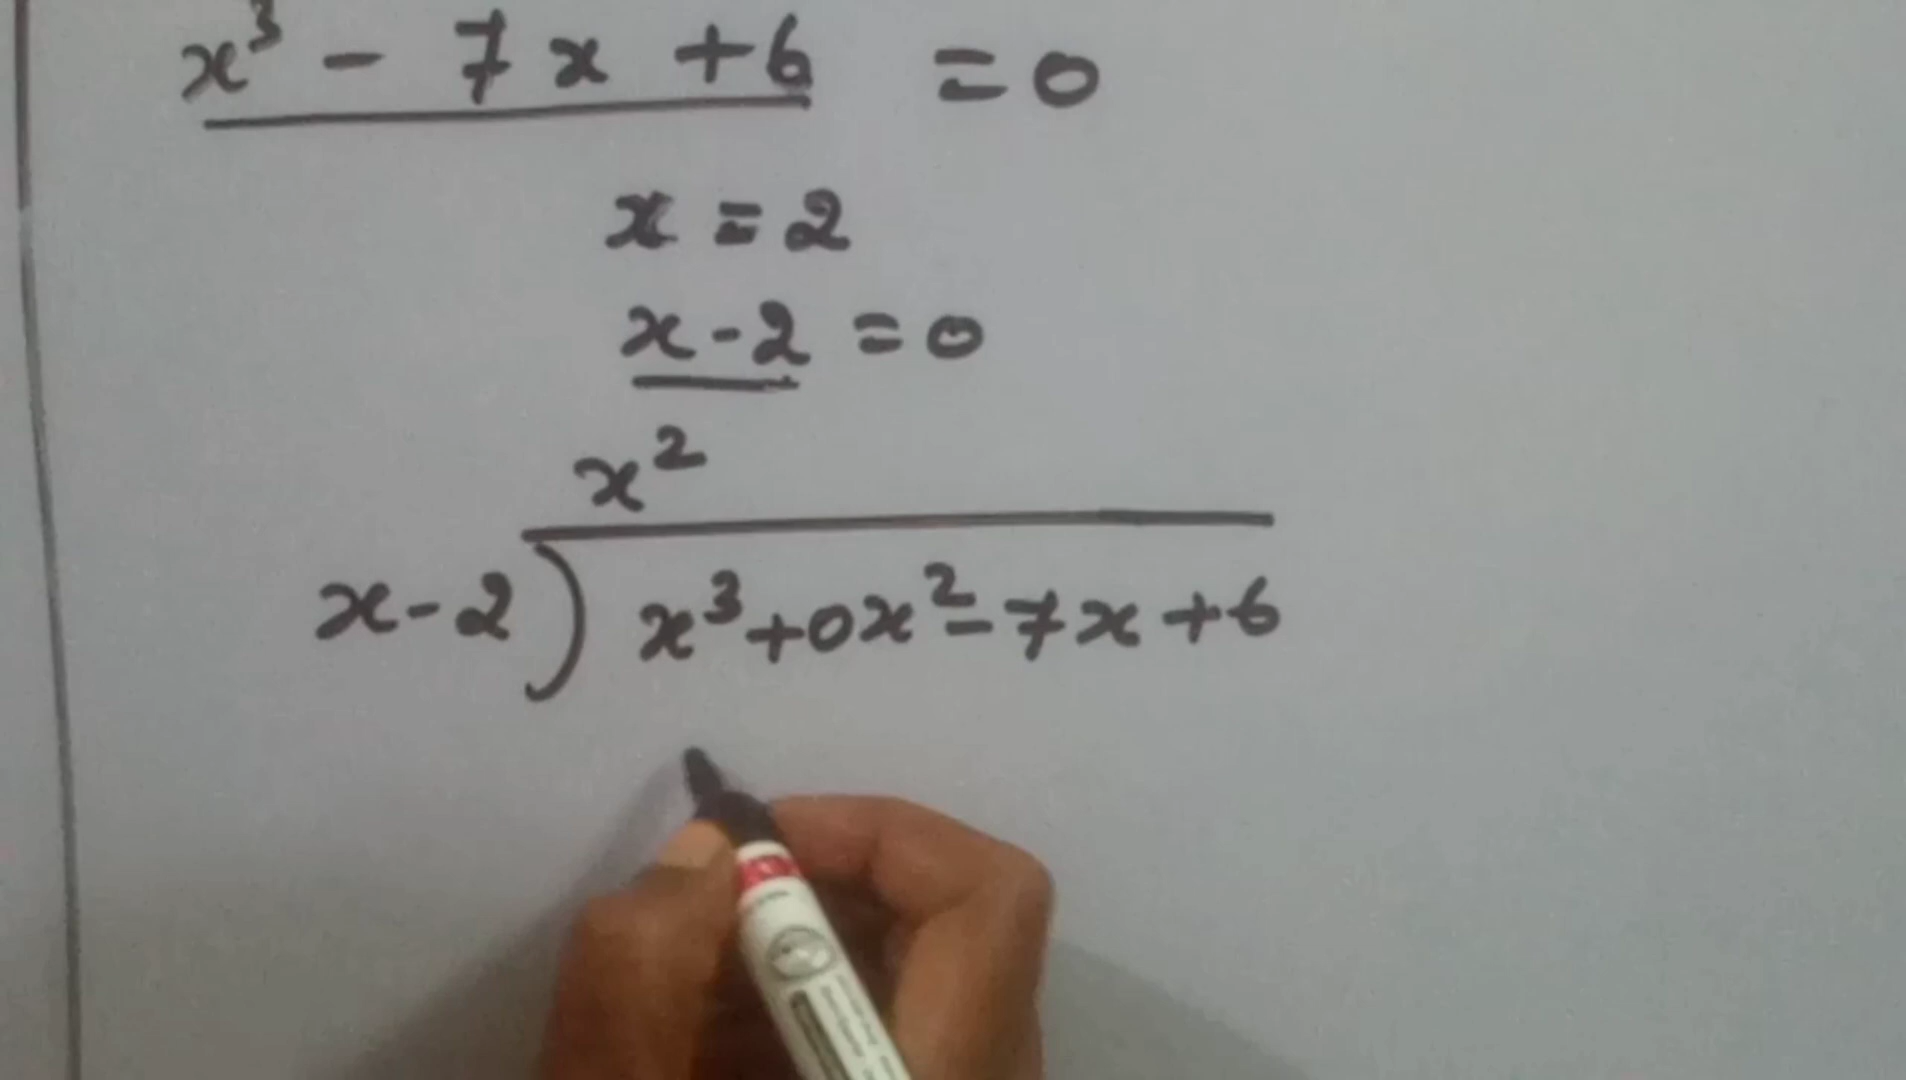 x³ - 7x + 6 = 0
x = 2
x - 2 = 0
x²
x - 2 ) x³ + 0x² - 7x + 6